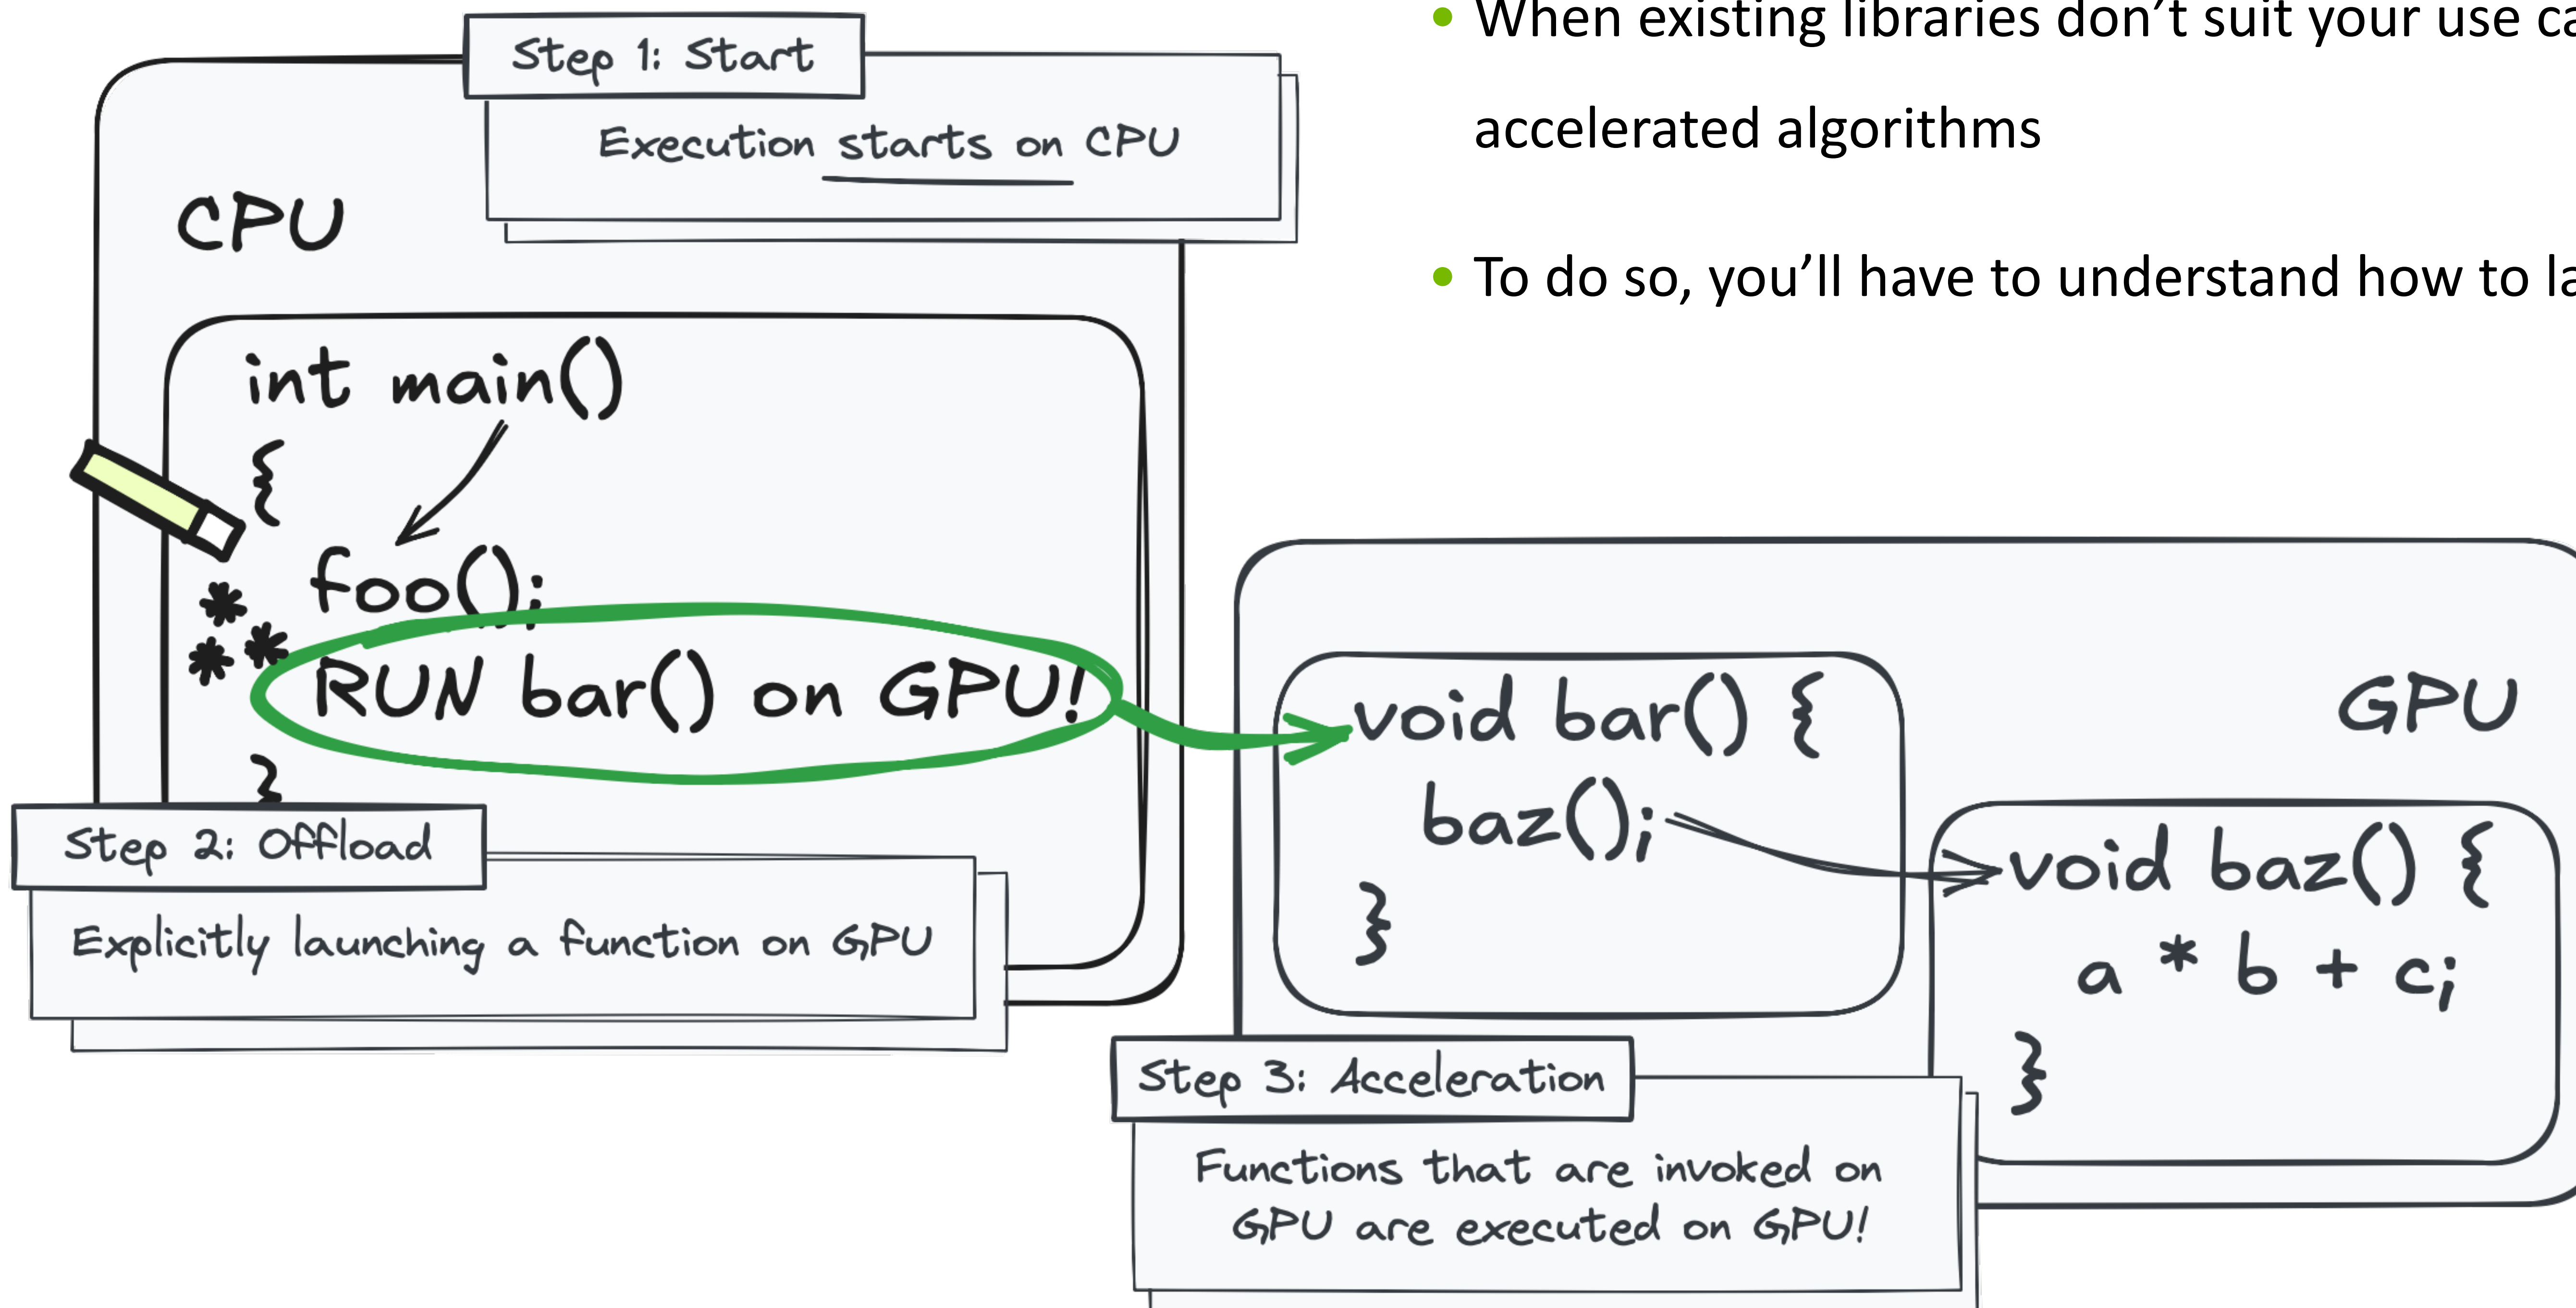 Step 1: Start
Execution starts on CPU
CPU
int main()
{
foo();
RUN bar() on GPU!
}
Step 2: Offload
Explicitly launching a function on GPU
• When existing libraries don’t suit your use
accelerated algorithms
• To do so, you’ll have to understand how to
GPU
void bar() {
baz();
}
void baz() {
a * b + c;
}
Step 3: Acceleration
Functions that are invoked on
GPU are executed on GPU!